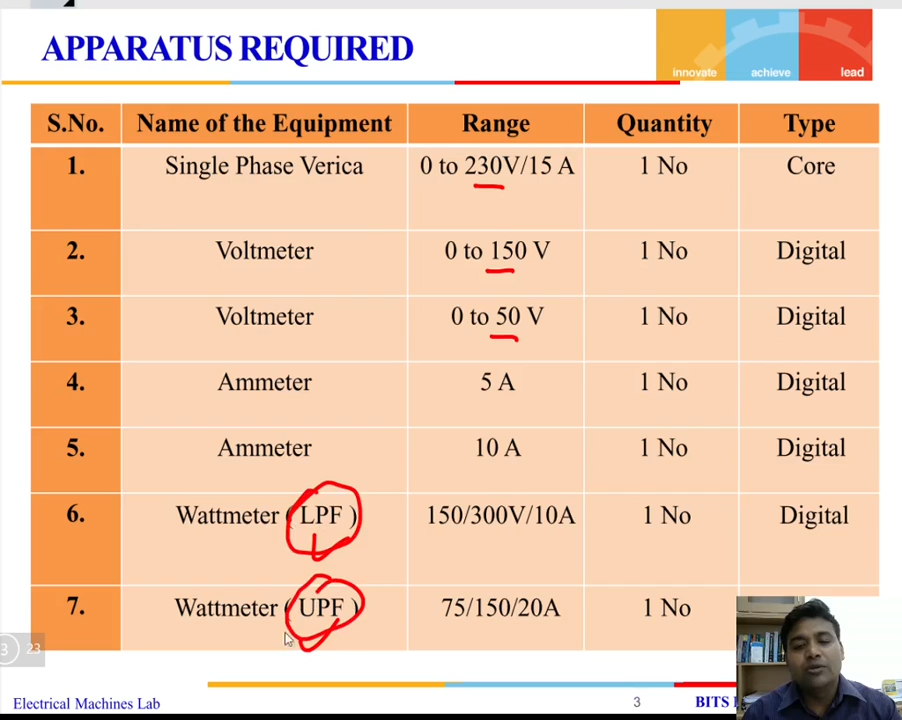 APPARATUS REQUIRED
innovate achieve lead
S.No. Name of the Equipment Range Quantity Type
1. Single Phase Verica 0 to 230V/15 A 1 No Core
2. Voltmeter 0 to 150 V 1 No Digital
3. Voltmeter 0 to 50 V 1 No Digital
4. Ammeter 5 A 1 No Digital
5. Ammeter 10 A 1 No Digital
6. Wattmeter ( LPF ) 150/300V/10A 1 No Digital
7. Wattmeter ( UPF ) 75/150/20A 1 No
3 23
Electrical Machines Lab 3 BITS